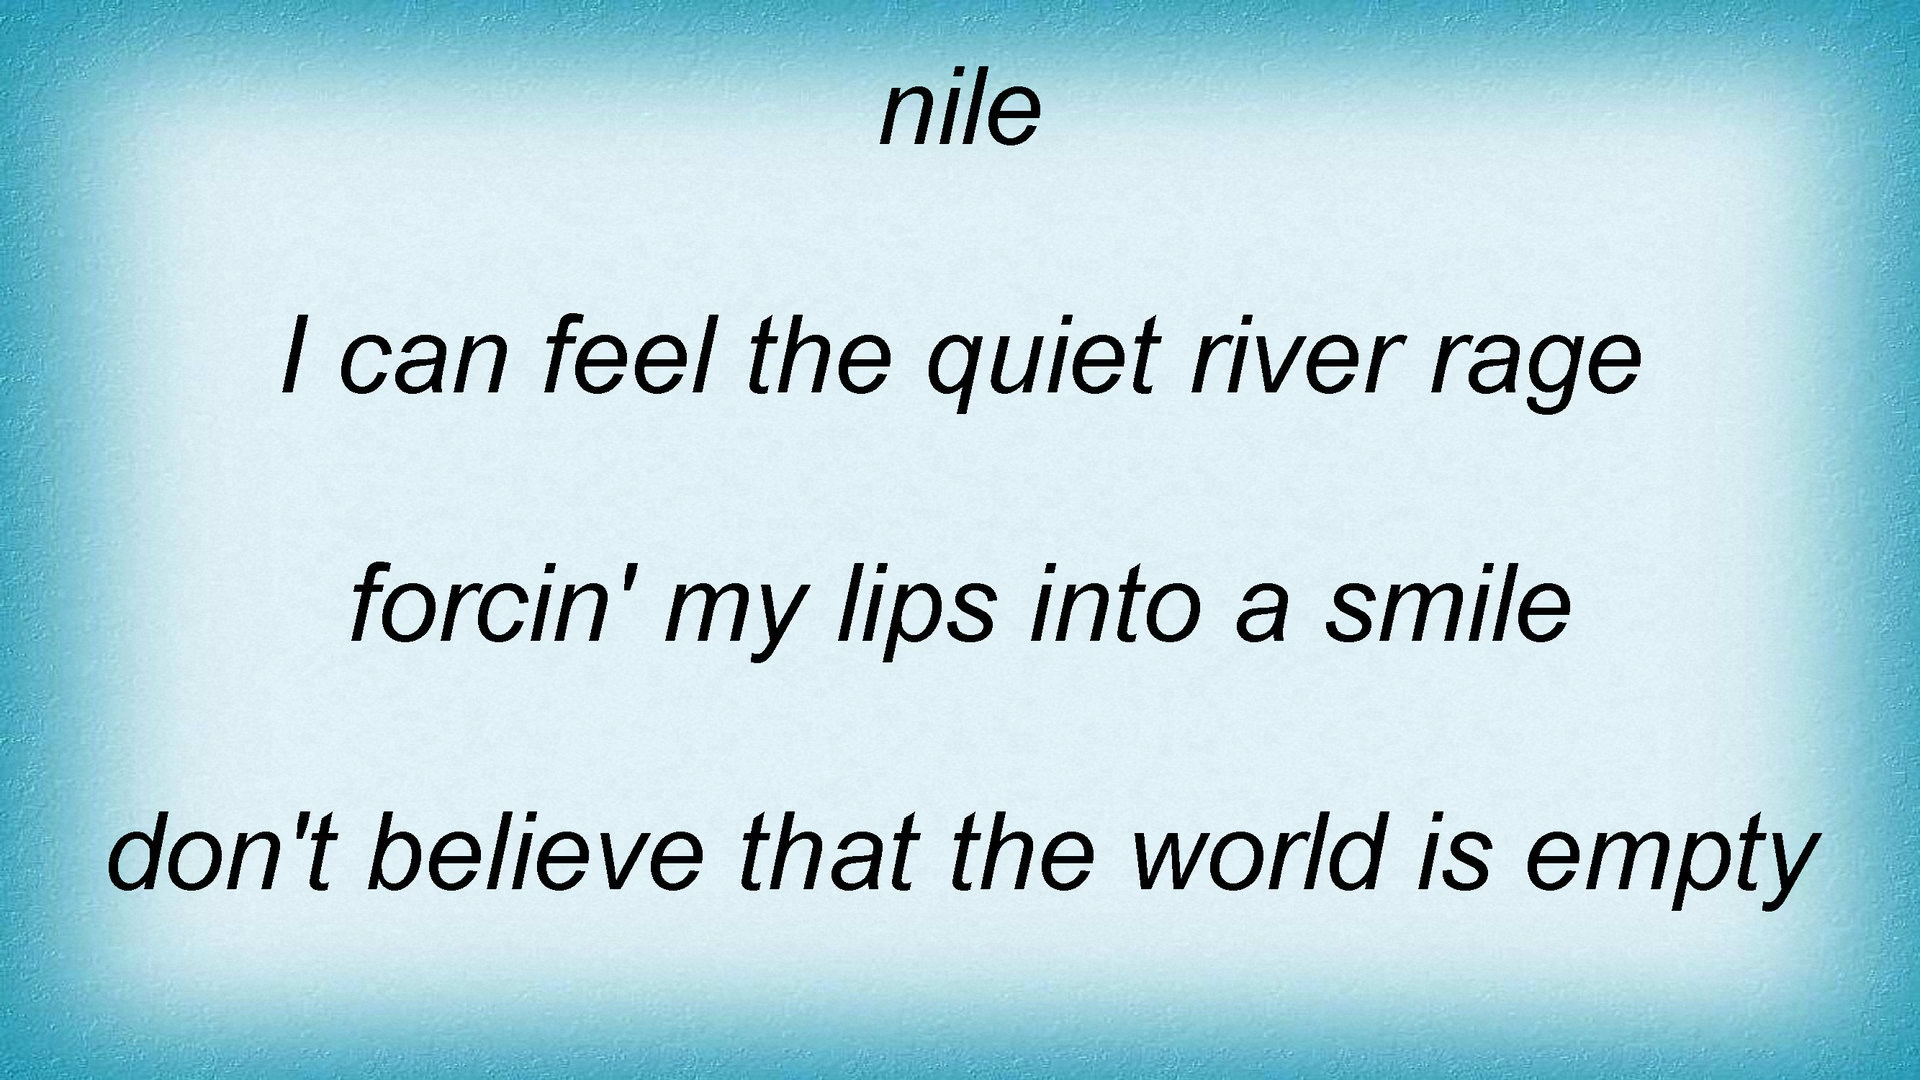 nile
I can feel the quiet river rage
forcin' my lips into a smile
don't believe that the world is empty